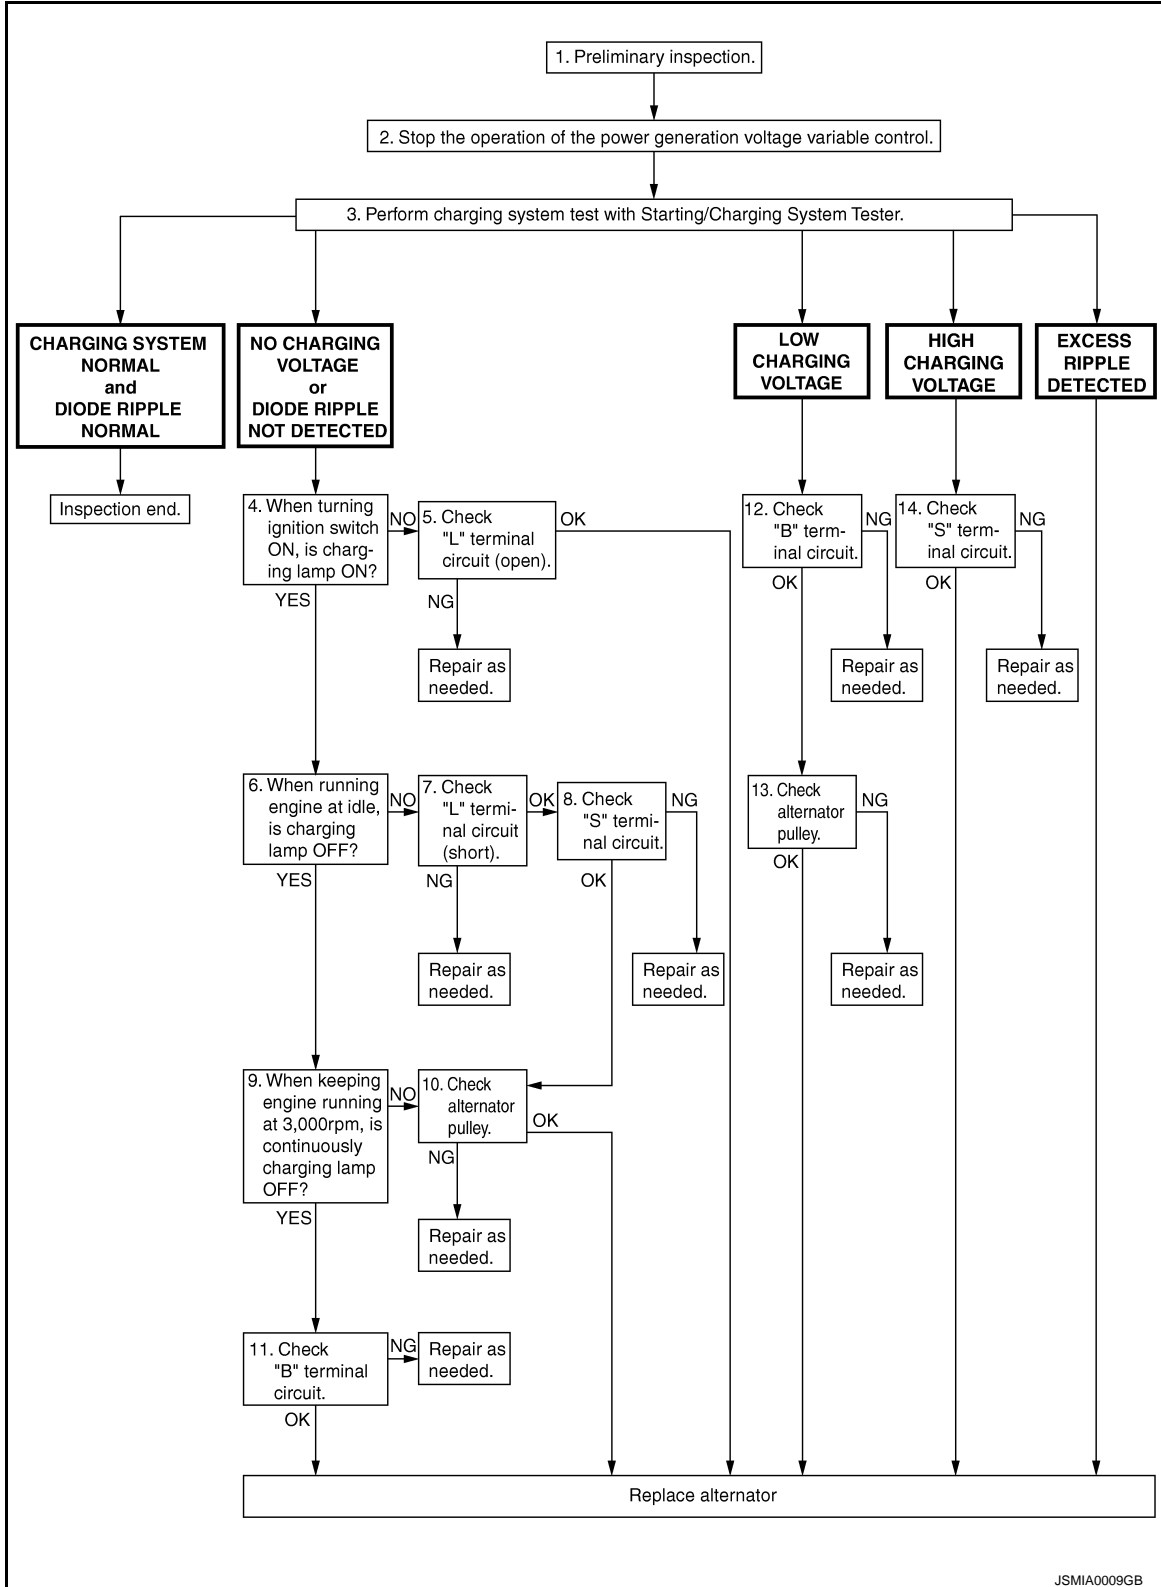 1. Preliminary inspection.
2. Stop the operation of the power generation voltage variable control.
3. Perform charging system test with Starting/Charging System Tester.
CHARGING SYSTEM
NORMAL
and
DIODE RIPPLE
NORMAL
NO CHARGING
VOLTAGE
or
DIODE RIPPLE
NOT DETECTED
LOW
CHARGING
VOLTAGE
HIGH
CHARGING
VOLTAGE
EXCESS
RIPPLE
DETECTED
Inspection end.
4. When turning
ignition switch
ON, is charg-
ing lamp ON?
NO
YES
5. Check
"L" terminal
circuit (open).
OK
NG
Repair as
needed.
12. Check
"B" term-
inal circuit.
NG
OK
Repair as
needed.
14. Check
"S" term-
inal circuit.
NG
OK
Repair as
needed.
6. When running
engine at idle,
is charging
lamp OFF?
NO
YES
7. Check
"L" termi-
nal circuit
(short).
OK
NG
Repair as
needed.
8. Check
"S" termi-
nal circuit.
NG
OK
Repair as
needed.
13. Check
alternator
pulley.
NG
OK
Repair as
needed.
9. When keeping
engine running
at 3,000rpm, is
continuously
charging lamp
OFF?
NO
YES
10. Check
alternator
pulley.
OK
NG
Repair as
needed.
11. Check
"B" terminal
circuit.
NG
OK
Repair as
needed.
Replace alternator
JSMIA0009GB